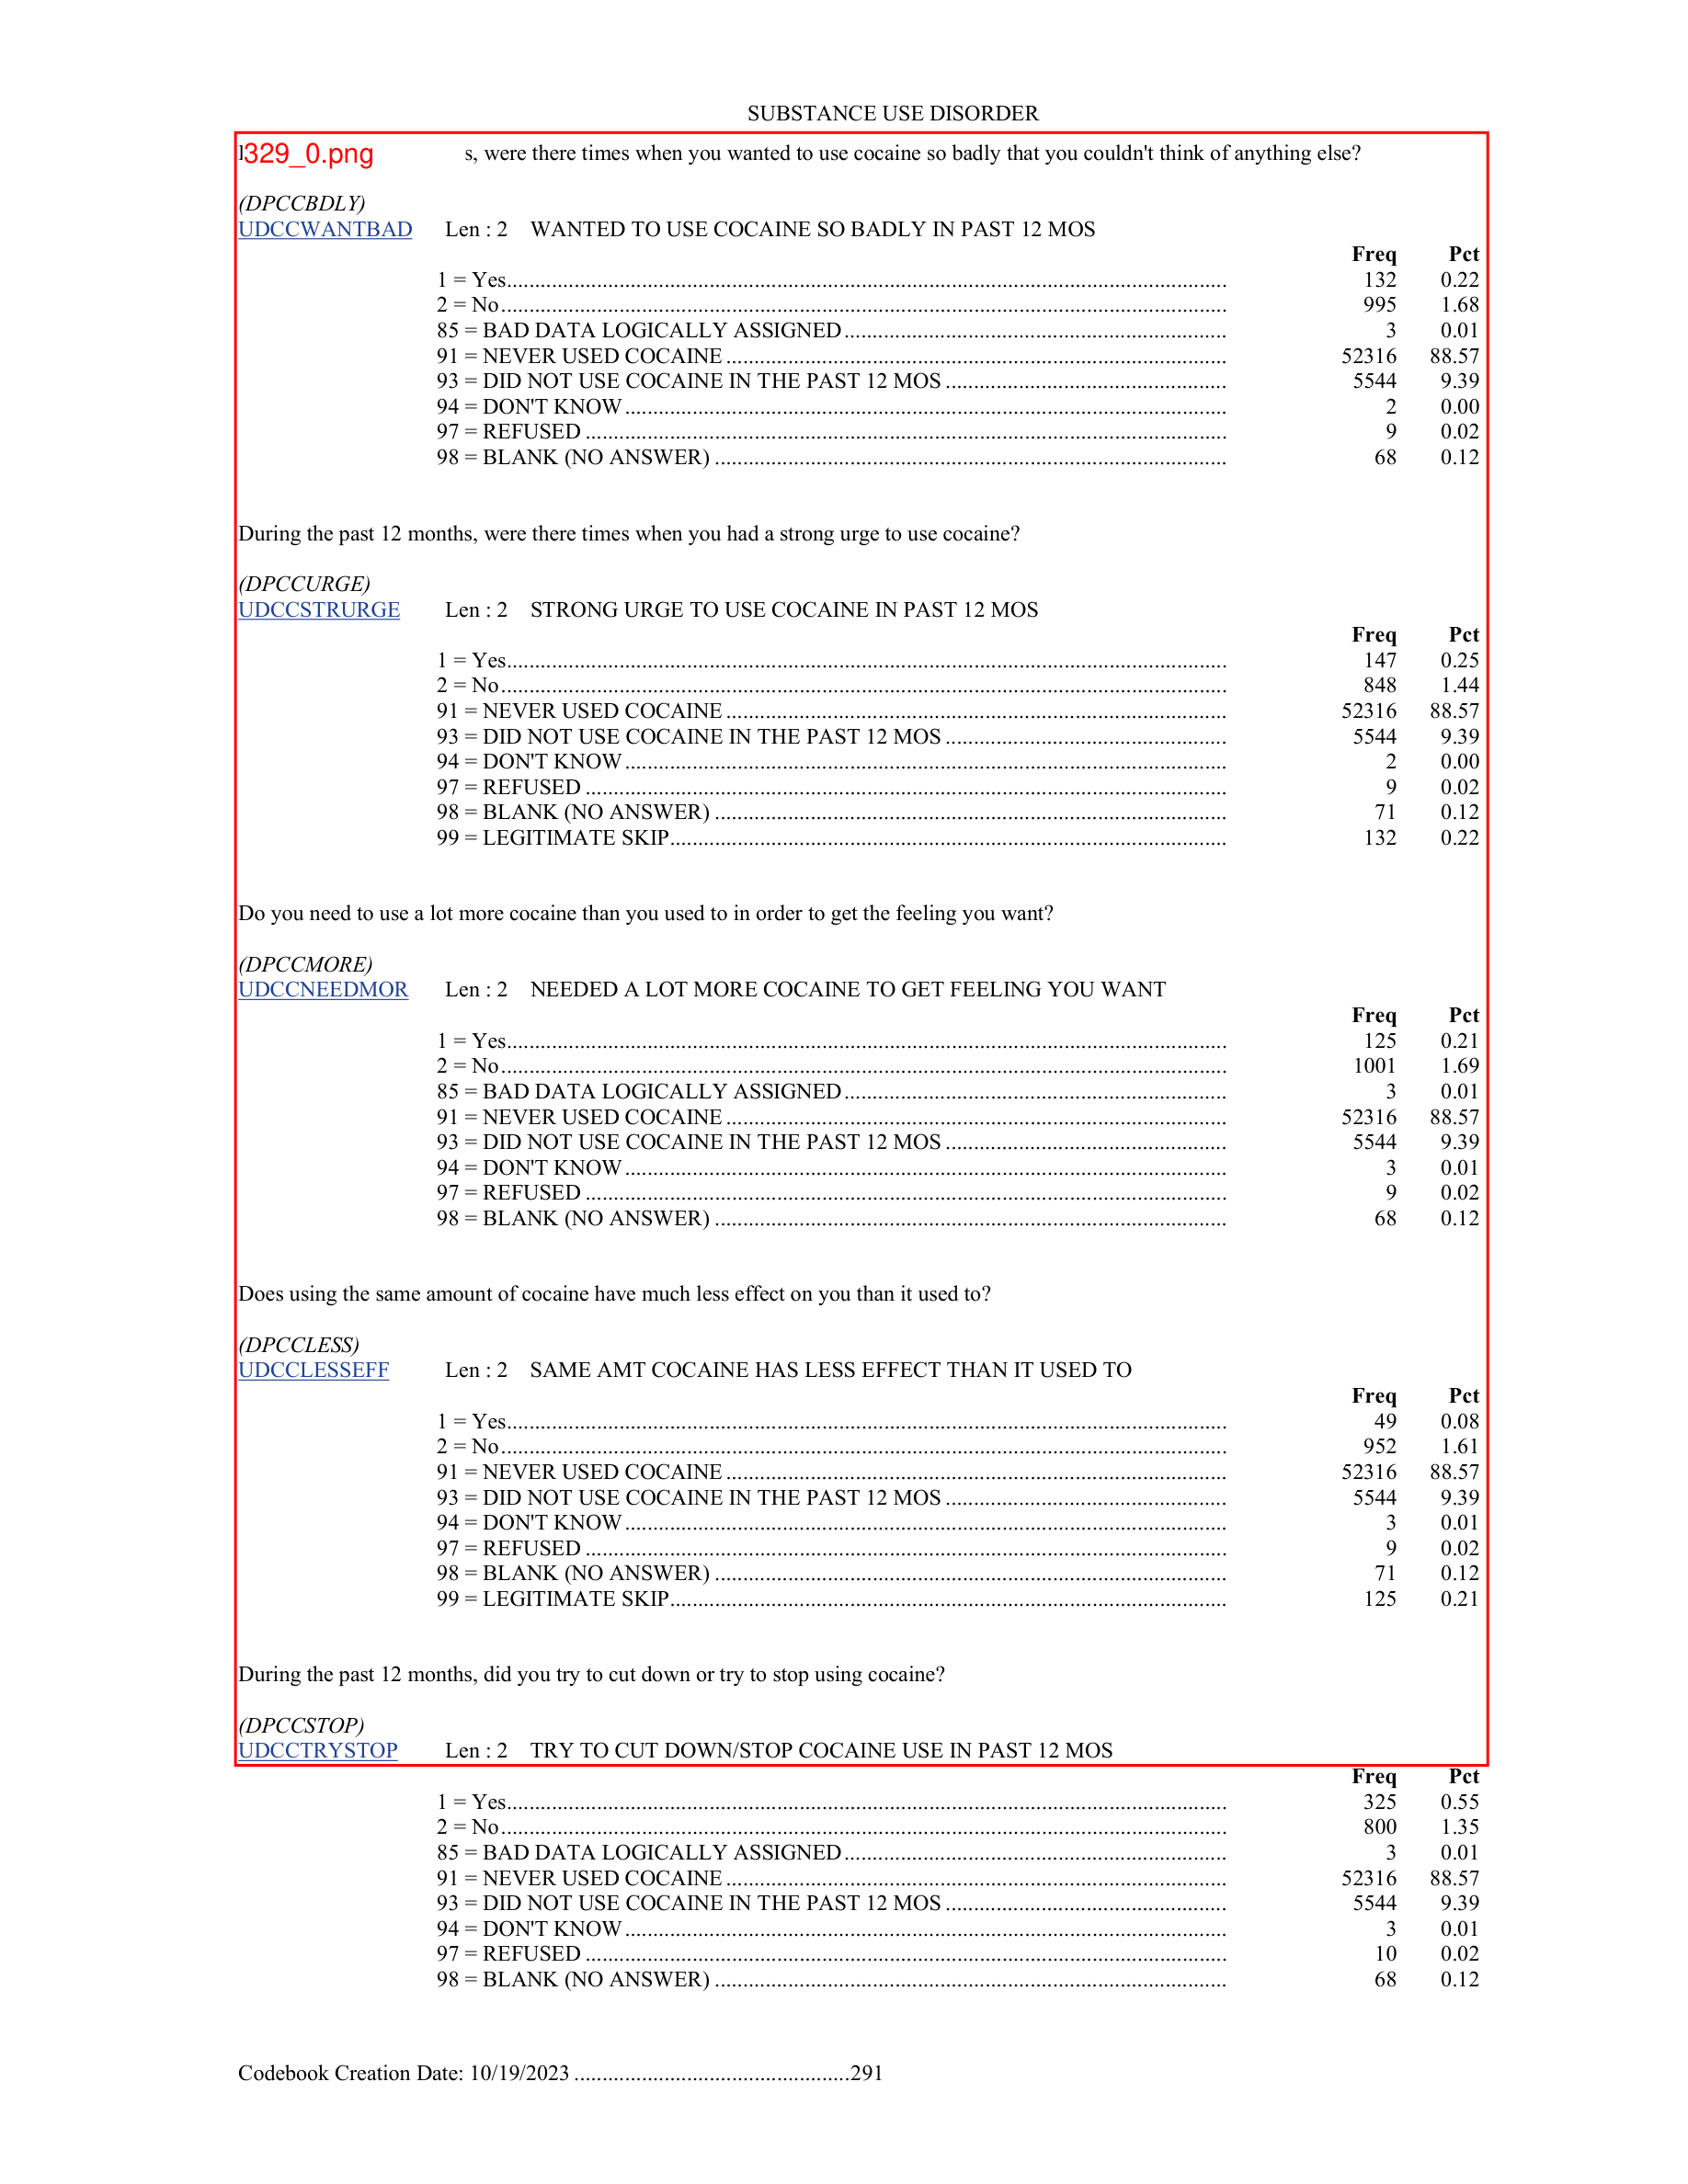 SUBSTANCE USE DISORDER
329_0.png s, were there times when you wanted to use cocaine so badly that you couldn't think of anything else?
(DPCCBDLY)
UDCCWANTBAD Len : 2 WANTED TO USE COCAINE SO BADLY IN PAST 12 MOS
Freq Pct
1 = Yes 132 0.22
2 = No 995 1.68
85 = BAD DATA LOGICALLY ASSIGNED 3 0.01
91 = NEVER USED COCAINE 52316 88.57
93 = DID NOT USE COCAINE IN THE PAST 12 MOS 5544 9.39
94 = DON'T KNOW 2 0.00
97 = REFUSED 9 0.02
98 = BLANK (NO ANSWER) 68 0.12
During the past 12 months, were there times when you had a strong urge to use cocaine?
(DPCCURGE)
UDCCSTRURGE Len : 2 STRONG URGE TO USE COCAINE IN PAST 12 MOS
Freq Pct
1 = Yes 147 0.25
2 = No 848 1.44
91 = NEVER USED COCAINE 52316 88.57
93 = DID NOT USE COCAINE IN THE PAST 12 MOS 5544 9.39
94 = DON'T KNOW 2 0.00
97 = REFUSED 9 0.02
98 = BLANK (NO ANSWER) 71 0.12
99 = LEGITIMATE SKIP 132 0.22
Do you need to use a lot more cocaine than you used to in order to get the feeling you want?
(DPCCMORE)
UDCCNEEDMOR Len : 2 NEEDED A LOT MORE COCAINE TO GET FEELING YOU WANT
Freq Pct
1 = Yes 125 0.21
2 = No 1001 1.69
85 = BAD DATA LOGICALLY ASSIGNED 3 0.01
91 = NEVER USED COCAINE 52316 88.57
93 = DID NOT USE COCAINE IN THE PAST 12 MOS 5544 9.39
94 = DON'T KNOW 3 0.01
97 = REFUSED 9 0.02
98 = BLANK (NO ANSWER) 68 0.12
Does using the same amount of cocaine have much less effect on you than it used to?
(DPCCLESS)
UDCCLESSEFF Len : 2 SAME AMT COCAINE HAS LESS EFFECT THAN IT USED TO
Freq Pct
1 = Yes 49 0.08
2 = No 952 1.61
91 = NEVER USED COCAINE 52316 88.57
93 = DID NOT USE COCAINE IN THE PAST 12 MOS 5544 9.39
94 = DON'T KNOW 3 0.01
97 = REFUSED 9 0.02
98 = BLANK (NO ANSWER) 71 0.12
99 = LEGITIMATE SKIP 125 0.21
During the past 12 months, did you try to cut down or try to stop using cocaine?
(DPCCSTOP)
UDCCTRYSTOP Len : 2 TRY TO CUT DOWN/STOP COCAINE USE IN PAST 12 MOS
Freq Pct
1 = Yes 325 0.55
2 = No 800 1.35
85 = BAD DATA LOGICALLY ASSIGNED 3 0.01
91 = NEVER USED COCAINE 52316 88.57
93 = DID NOT USE COCAINE IN THE PAST 12 MOS 5544 9.39
94 = DON'T KNOW 3 0.01
97 = REFUSED 10 0.02
98 = BLANK (NO ANSWER) 68 0.12
Codebook Creation Date: 10/19/2023 291